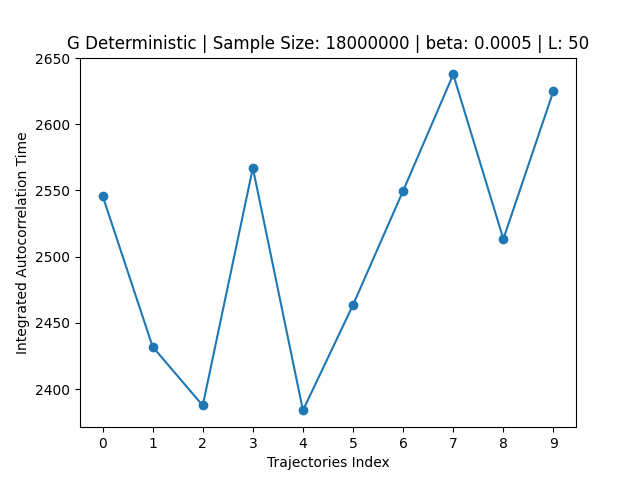 G Deterministic | Sample Size: 18000000 | beta: 0.0005 | L: 50
2650
2600
2550
2500
2450
2400
Integrated Autocorrelation Time
0 1 2 3 4 5 6 7 8 9
Trajectories Index